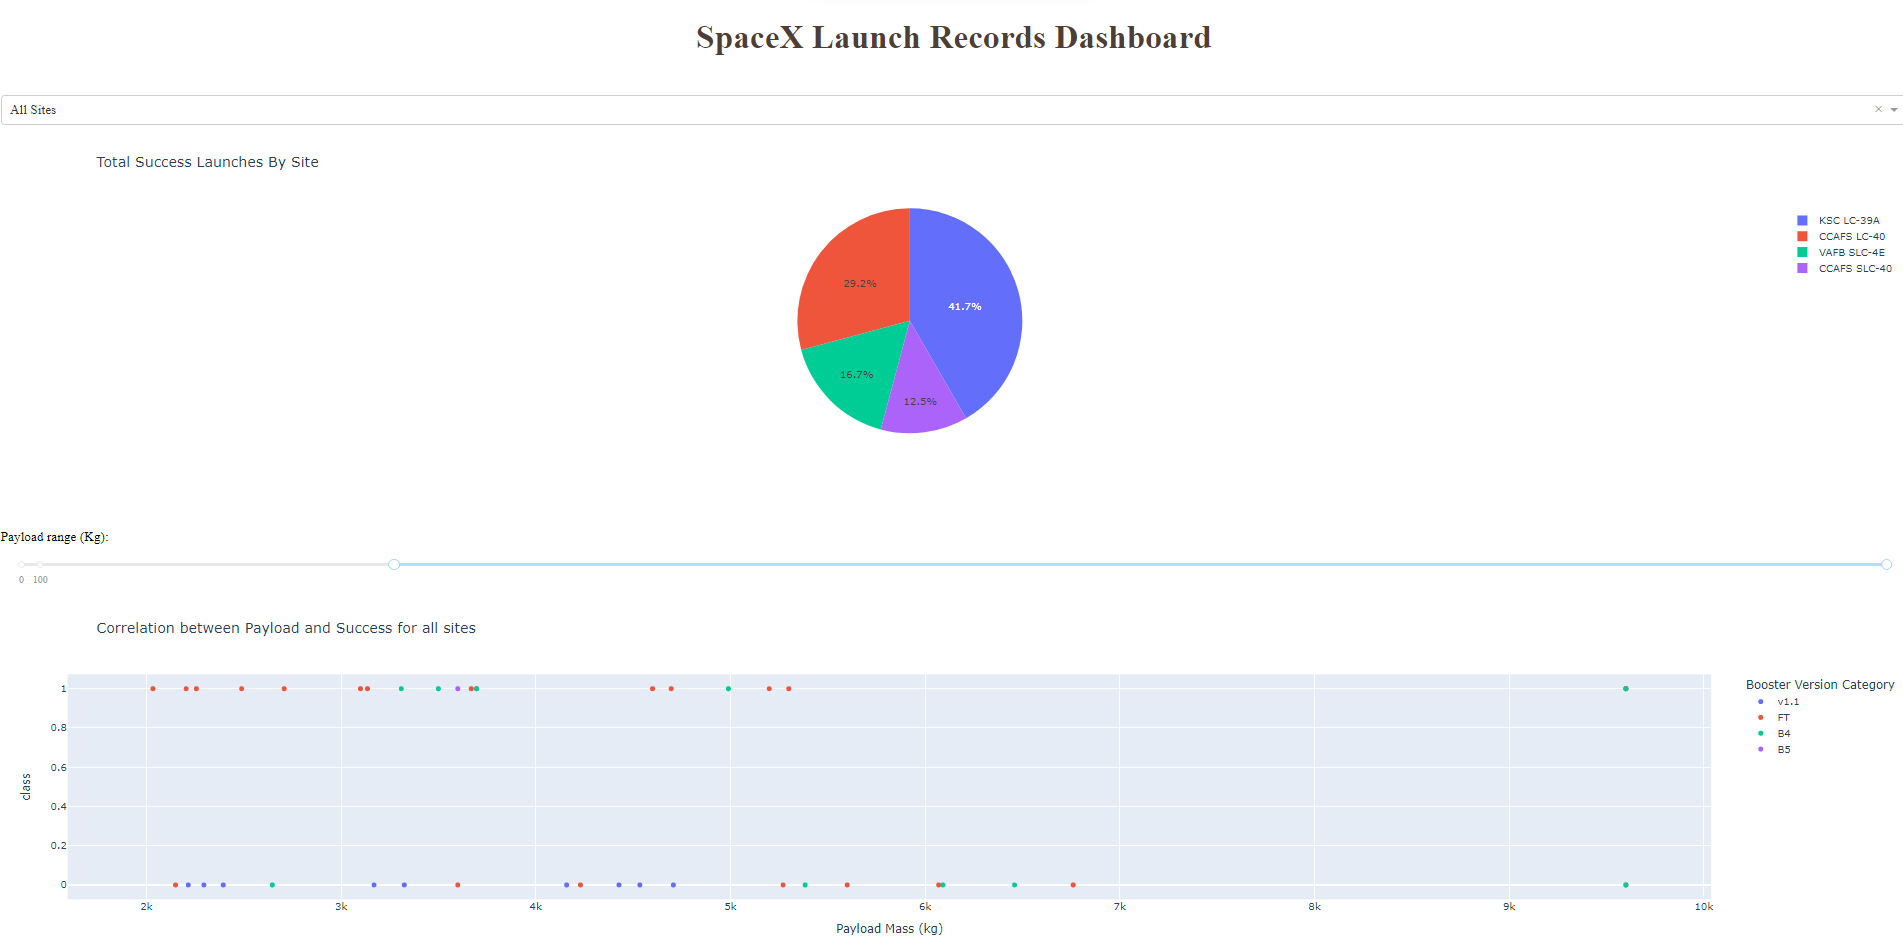 SpaceX Launch Records Dashboard
All Sites
×
Total Success Launches By Site
KSC LC-39A
CCAFS LC-40
VAFB SLC-4E
CCAFS SLC-40
29.2%
41.7%
16.7%
12.5%
Payload range (Kg):
0 100
Correlation between Payload and Success for all sites
Booster Version Category
v1.1
FT
B4
B5
class
1
0.8
0.6
0.4
0.2
0
2k 3k 4k 5k 6k 7k 8k 9k 10k
Payload Mass (kg)